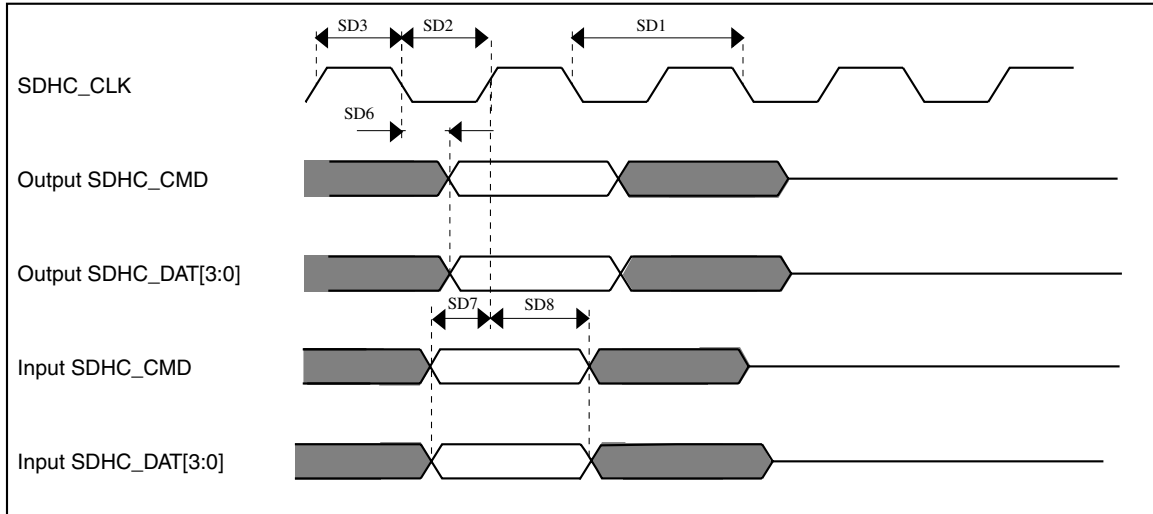 SD3
SD2
SD1
SDHC_CLK
SD6
Output SDHC_CMD
Output SDHC_DAT[3:0]
SD7
SD8
Input SDHC_CMD
Input SDHC_DAT[3:0]